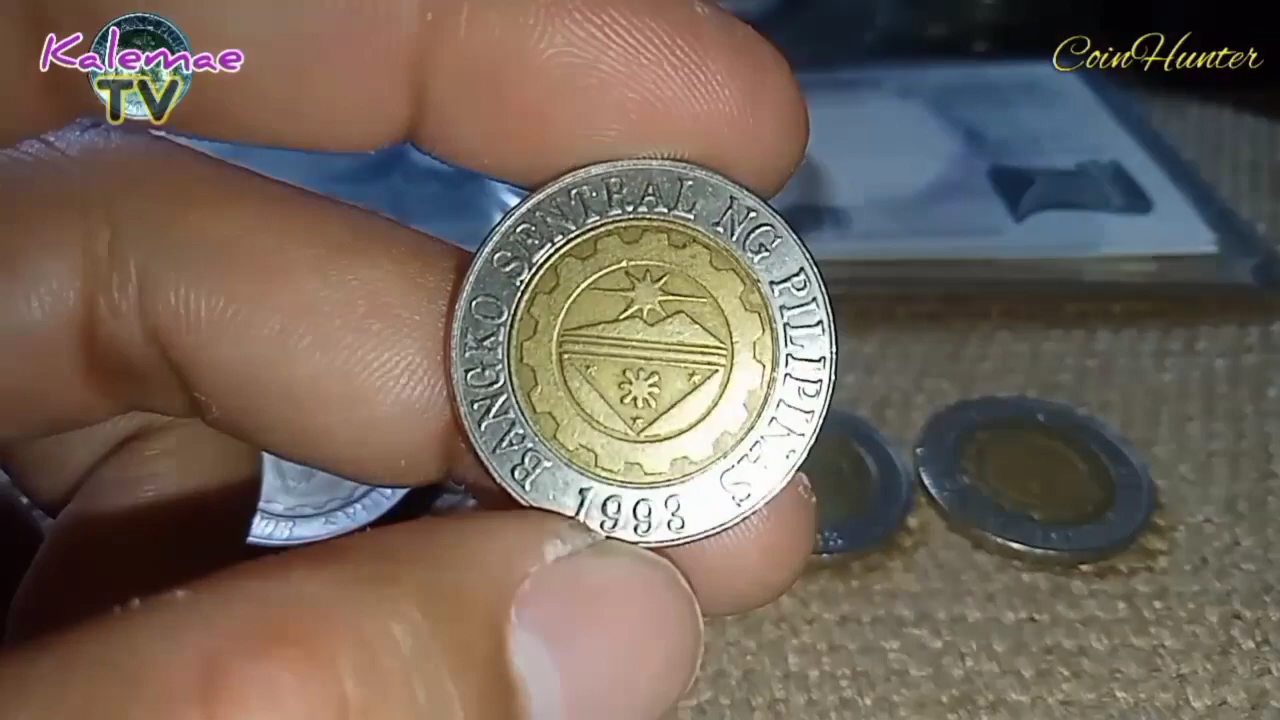 Kalemae
TV
CoinHunter
BANGKO SENTRAL NG PILIPINAS
1993